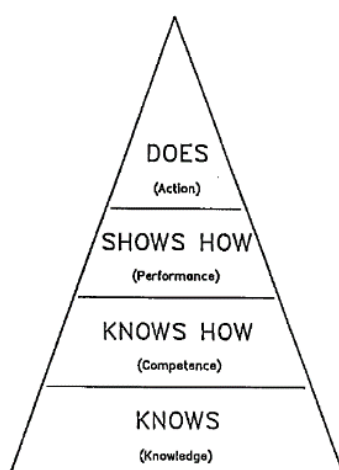 DOES
(Action)
SHOWS HOW
(Performance)
KNOWS HOW
(Competence)
KNOWS
(Knowledge)